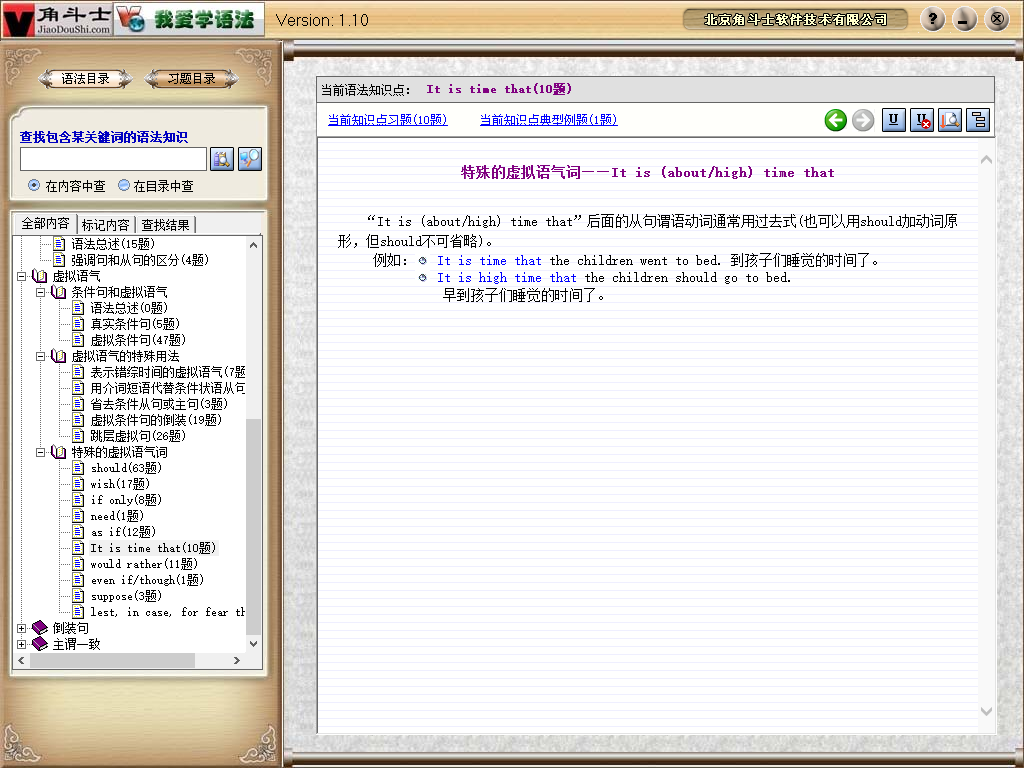 角斗士
JiaoDouShi.com
我爱学语法
Version: 1.10
北京角斗士软件技术有限公司
语法目录
习题目录
查找包含某关键词的语法知识
在内容中查
在目录中查
全部内容
标记内容
查找结果
语法总述(15题)
强调句和从句的区分(4题)
虚拟语气
条件句和虚拟语气
语法总述(0题)
真实条件句(5题)
虚拟条件句(47题)
虚拟语气的特殊用法
表示错综时间的虚拟语气(7题
用介词短语代替条件状语从句
省去条件从句或主句(3题)
虚拟条件句的倒装(19题)
跳层虚拟句(26题)
特殊的虚拟语气词
should(63题)
wish(17题)
if only(8题)
need(1题)
as if(12题)
It is time that(10题)
would rather(11题)
even if/though(1题)
suppose(3题)
lest, in case, for fear th
倒装句
主谓一致
当前语法知识点: It is time that(10题)
当前知识点习题(10题)
当前知识点典型例题(1题)
特殊的虚拟语气词——It is (about/high) time that
“It is (about/high) time that”后面的从句谓语动词通常用过去式(也可以用should加动词原
形，但should不可省略)。
例如: It is time that the children went to bed. 到孩子们睡觉的时间了。
It is high time that the children should go to bed.
早到孩子们睡觉的时间了。